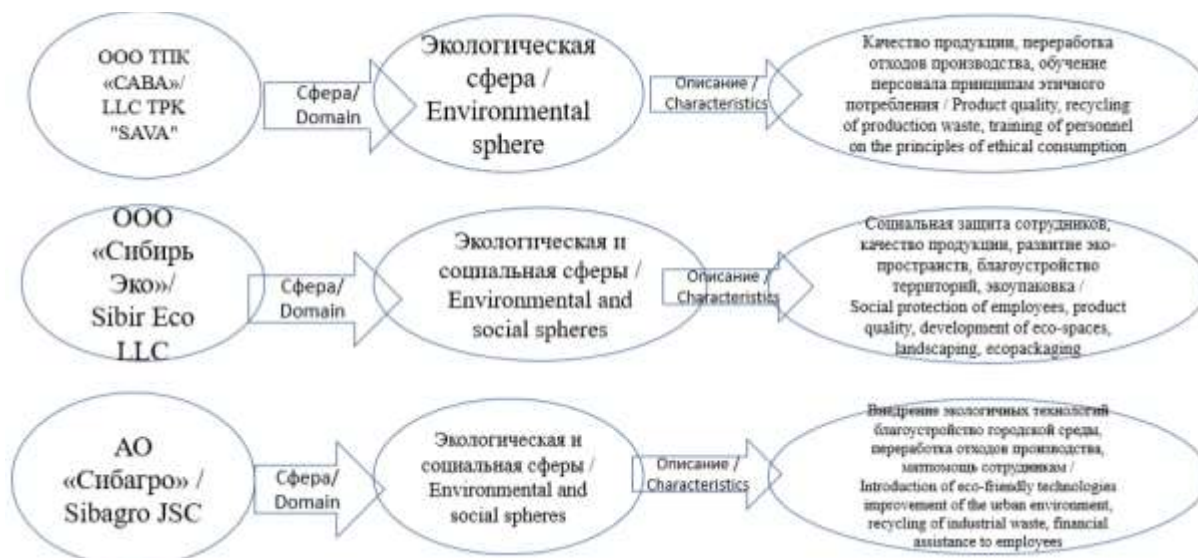 ООО ТПК
«САВА»/
LLC TPK
"SAVA"
Сфера/
Domain
Экологическая
сфера /
Environmental
sphere
Описание /
Characteristics
Качество продукции, переработка
отходов производства, обучение
персонала принципам этичного
потребления / Product quality, recycling
of production waste, training of personnel
on the principles of ethical consumption
ООО
«Сибирь
Эко»/
Sibir Eco
LLC
Сфера/
Domain
Экологическая и
социальная сферы /
Environmental and
social spheres
Описание /
Characteristics
Социальная защита сотрудников,
качество продукции, развитие эко-
пространств, благоустройство
территорий, экоупаковка /
Social protection of employees, product
quality, development of eco-spaces,
landscaping, ecopackaging
АО
«Сибагро» /
Sibagro JSC
Сфера/
Domain
Экологическая и
социальная сферы /
Environmental and
social spheres
Описание /
Characteristics
Внедрение экологичных технологий
благоустройство городской среды,
переработка отходов производства,
матпомощь сотрудникам /
Introduction of eco-friendly technologies
improvement of the urban environment,
recycling of industrial waste, financial
assistance to employees